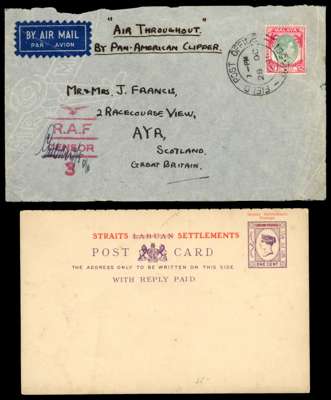 "AIR THROUGHOUT"
BY AIR MAIL
PAR AVION
BY PAN-AMERICAN CLIPPER.
MALAYA
FIELD POST OFFICE
MR & MRS J. FRANCIS,
2 RACECOURSE VIEW,
AYR,
SCOTLAND.
GREAT BRITAIN.
R.A.F
CENSOR
3
STRAITS LABUAN SETTLEMENTS
POST CARD
THE ADDRESS ONLY TO BE WRITTEN ON THIS SIDE
WITH REPLY PAID
ONE CENT